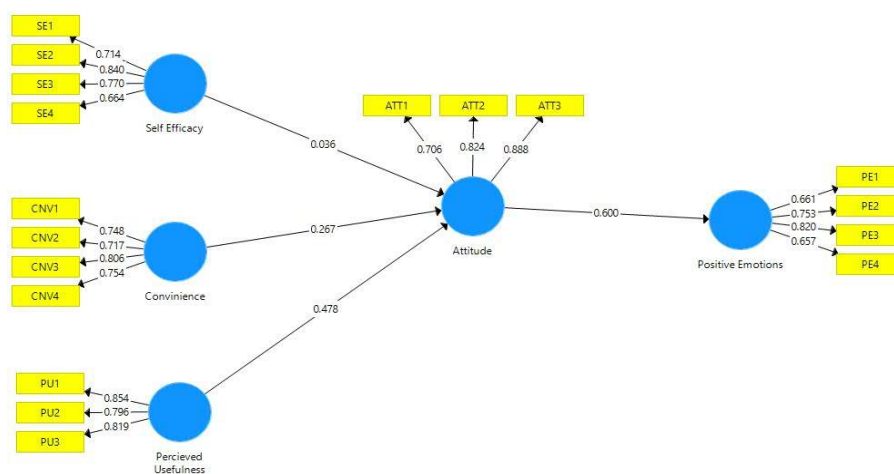 SE1
SE2
SE3
SE4
0.714
0.840
0.770
0.664
Self Efficacy
CNV1
CNV2
CNV3
CNV4
0.748
0.717
0.806
0.754
Convinience
PU1
PU2
PU3
0.854
0.796
0.819
Percieved
Usefulness
0.036
0.267
0.478
ATT1
ATT2
ATT3
0.706
0.824
0.888
Attitude
0.600
Positive Emotions
0.661
0.753
0.820
0.657
PE1
PE2
PE3
PE4